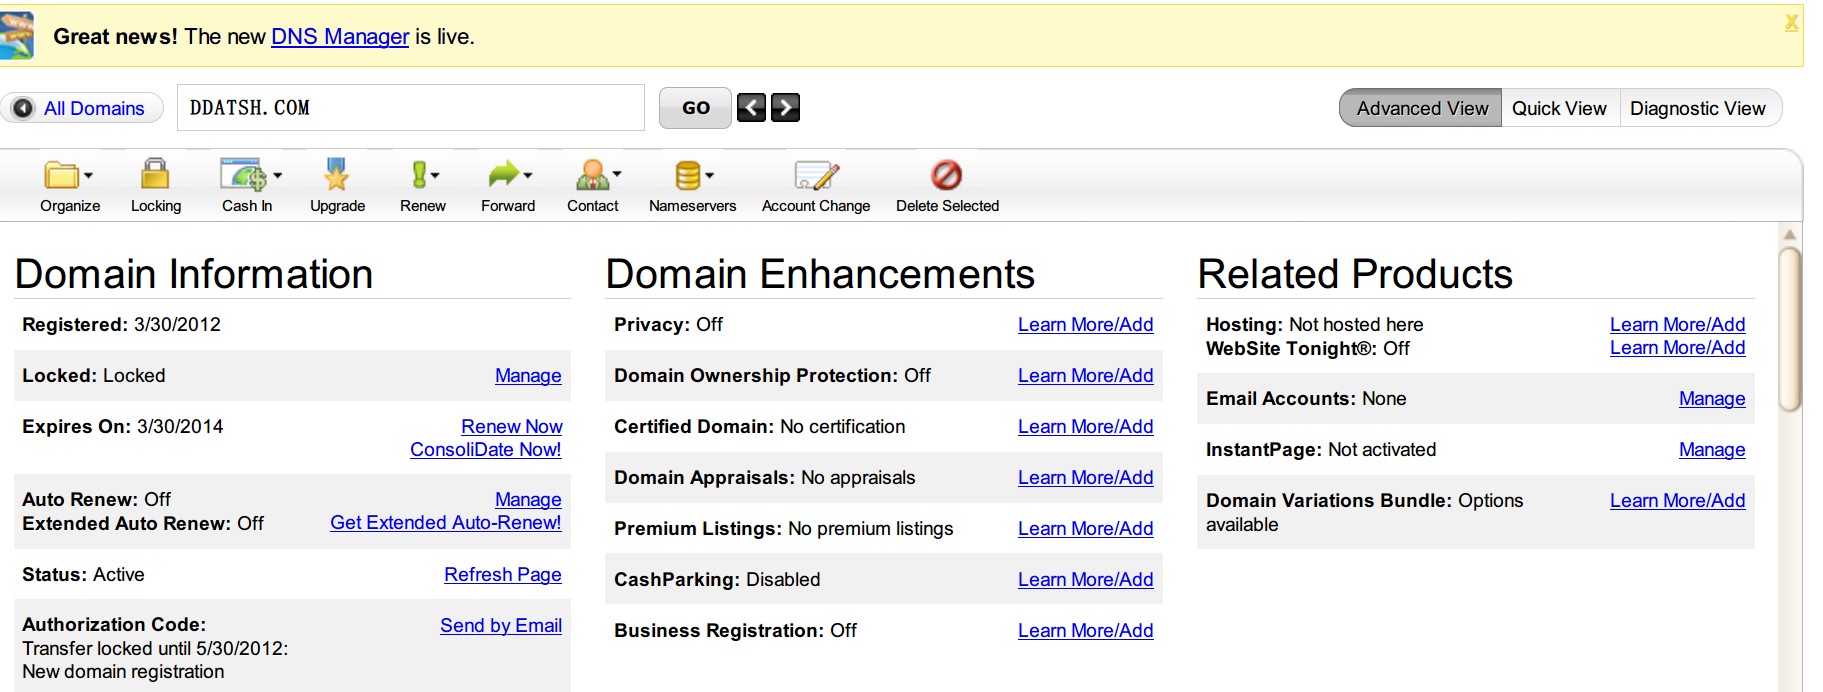 Great news! The new DNS Manager is live.
X
All Domains
DDATSH.COM
GO
Advanced View
Quick View
Diagnostic View
Organize
Locking
Cash In
Upgrade
Renew
Forward
Contact
Nameservers
Account Change
Delete Selected
Domain Information
Registered: 3/30/2012
Locked: Locked
Manage
Expires On: 3/30/2014
Renew Now
ConsoliDate Now!
Auto Renew: Off
Manage
Extended Auto Renew: Off
Get Extended Auto-Renew!
Status: Active
Refresh Page
Authorization Code:
Send by Email
Transfer locked until 5/30/2012:
New domain registration
Domain Enhancements
Privacy: Off
Learn More/Add
Domain Ownership Protection: Off
Learn More/Add
Certified Domain: No certification
Learn More/Add
Domain Appraisals: No appraisals
Learn More/Add
Premium Listings: No premium listings
Learn More/Add
CashParking: Disabled
Learn More/Add
Business Registration: Off
Learn More/Add
Related Products
Hosting: Not hosted here
Learn More/Add
WebSite Tonight®: Off
Learn More/Add
Email Accounts: None
Manage
InstantPage: Not activated
Manage
Domain Variations Bundle: Options
available
Learn More/Add